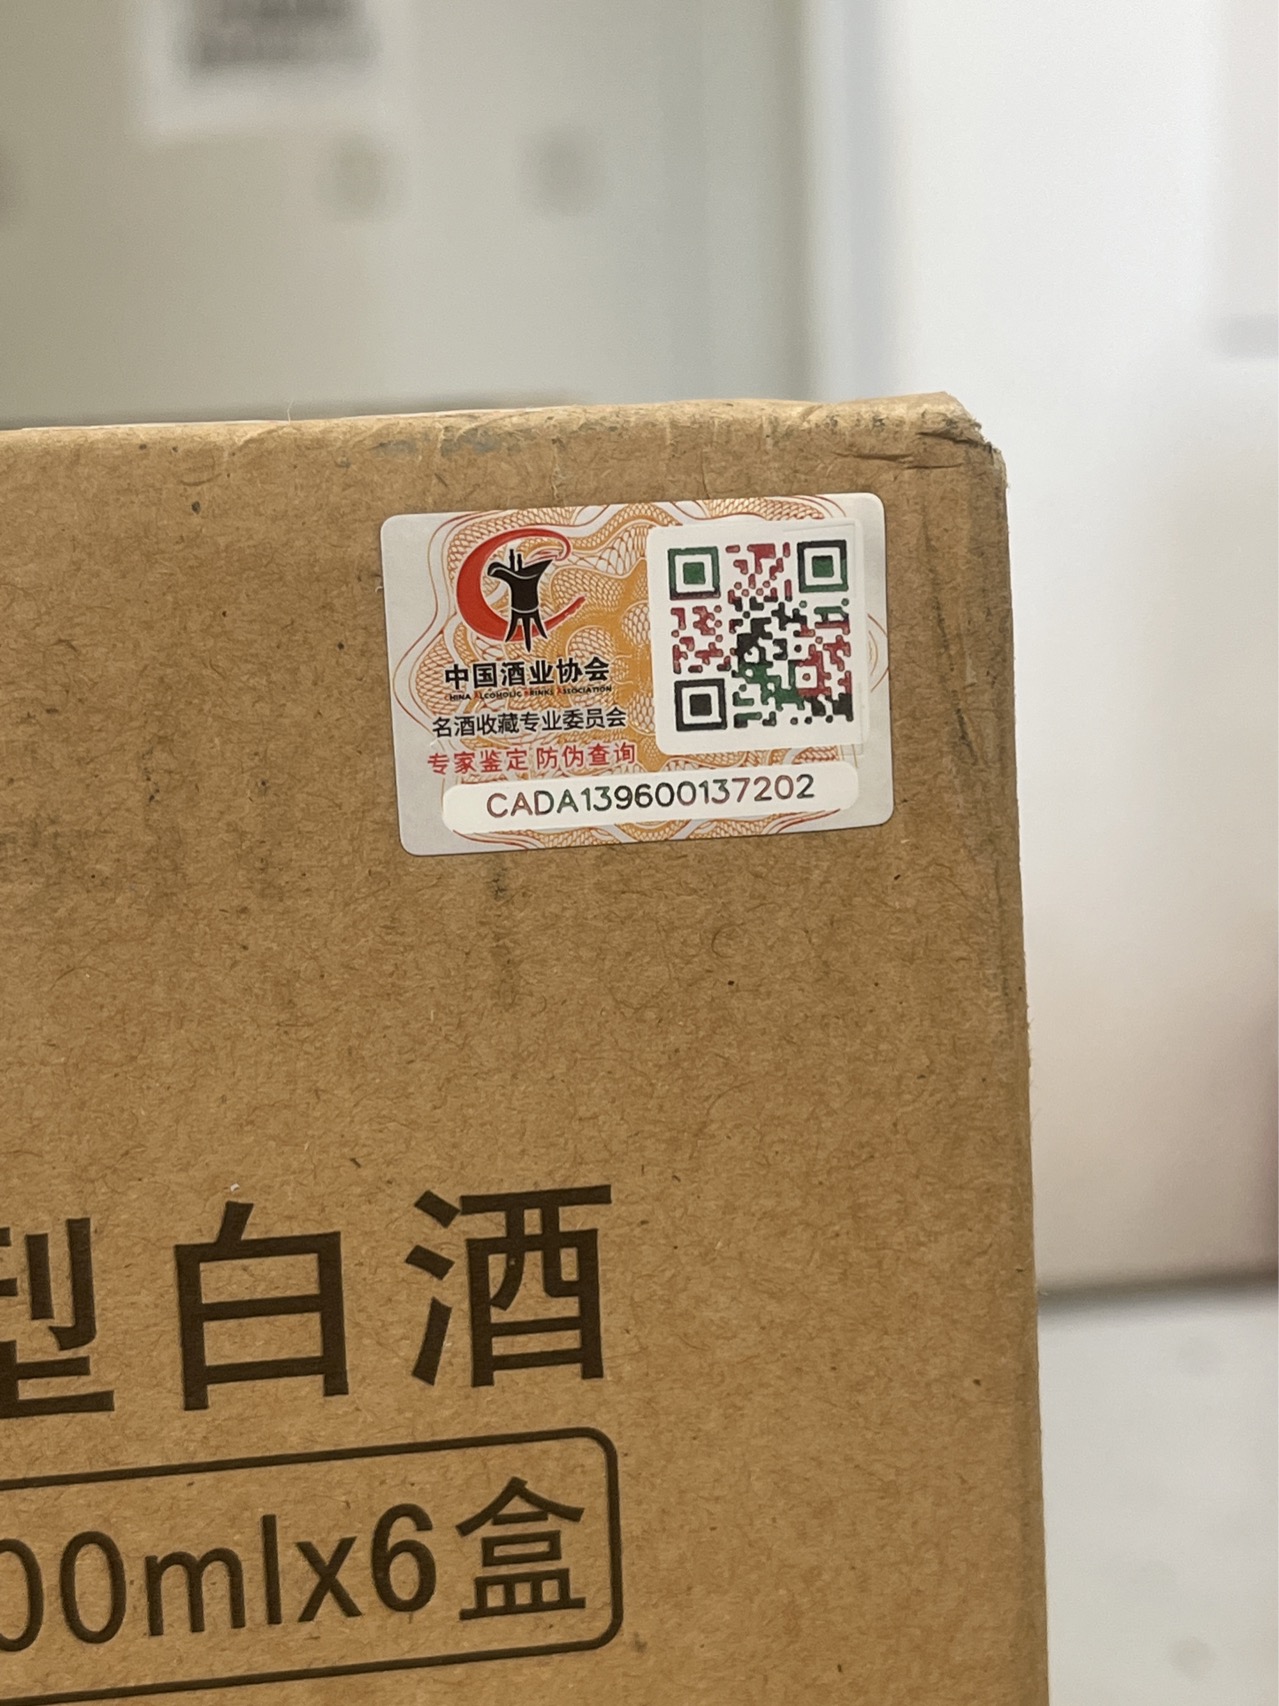 中国酒业协会
CHINA ALCOHOLIC DRINKS ASSOCIATION
名酒收藏专业委员会
专家鉴定 防伪查询
CADA139600137202
型白酒
00mlx6盒